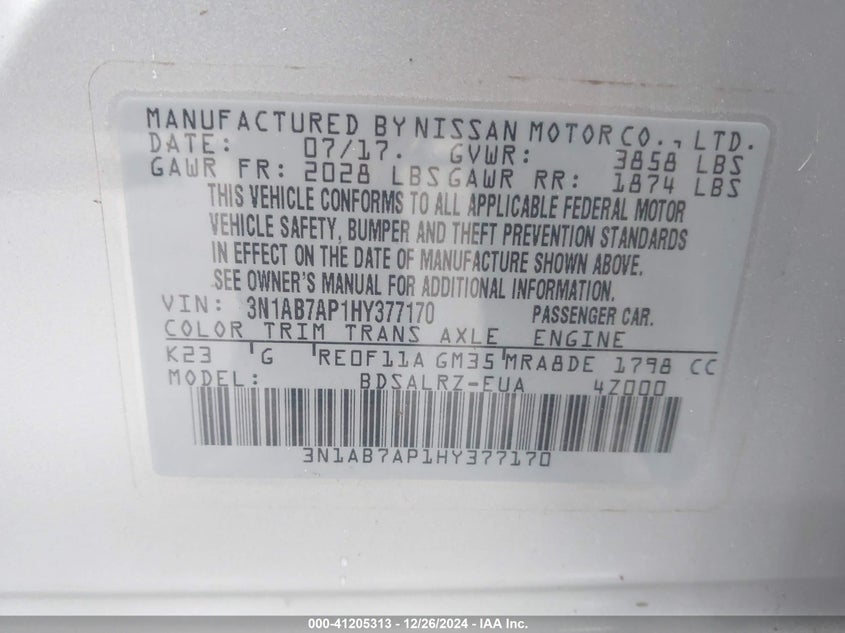 MANUFACTURED BY NISSAN MOTOR CO., LTD.
DATE: 07/17. GVWR: 3858 LBS
GAWR FR: 2028 LBS GAWR RR: 1874 LBS
THIS VEHICLE CONFORMS TO ALL APPLICABLE FEDERAL MOTOR
VEHICLE SAFETY, BUMPER AND THEFT PREVENTION STANDARDS
IN EFFECT ON THE DATE OF MANUFACTURE SHOWN ABOVE.
SEE OWNER'S MANUAL FOR ADDITIONAL INFORMATION.
VIN: 3N1AB7AP1HY377170 PASSENGER CAR.
COLOR TRIM TRANS AXLE ENGINE
K23 G RE0F11A GM35 MRA8DE 1798 CC
MODEL: BDSALRZ-EUA 4Z000
3N1AB7AP1HY377170
000-41205313 - 12/26/2024 - IAA Inc.